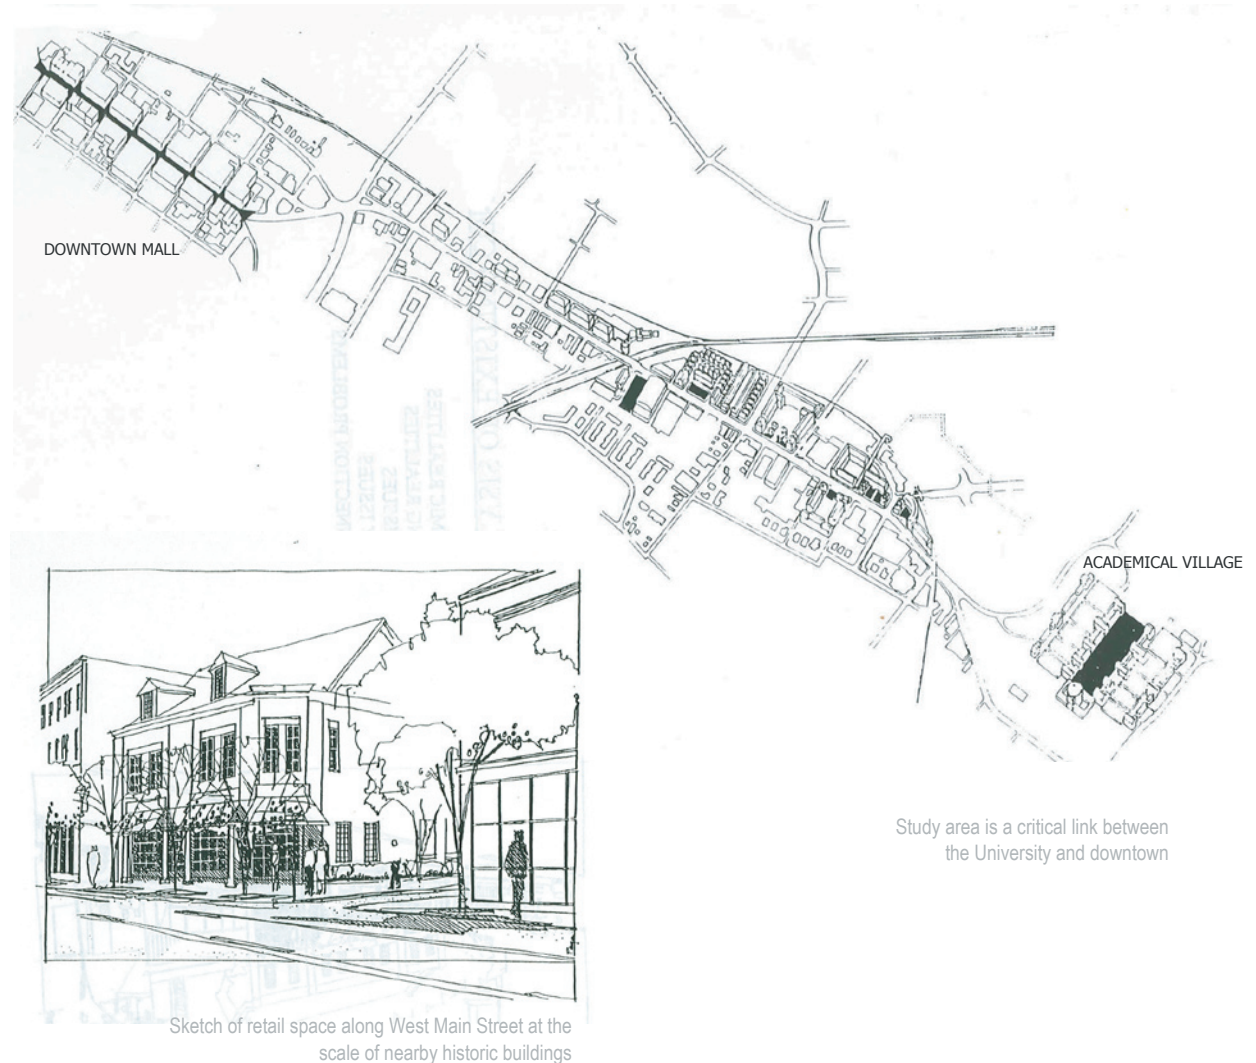 DOWNTOWN MALL
ACADEMICAL VILLAGE
Study area is a critical link between
the University and downtown
Sketch of retail space along West Main Street at the
scale of nearby historic buildings